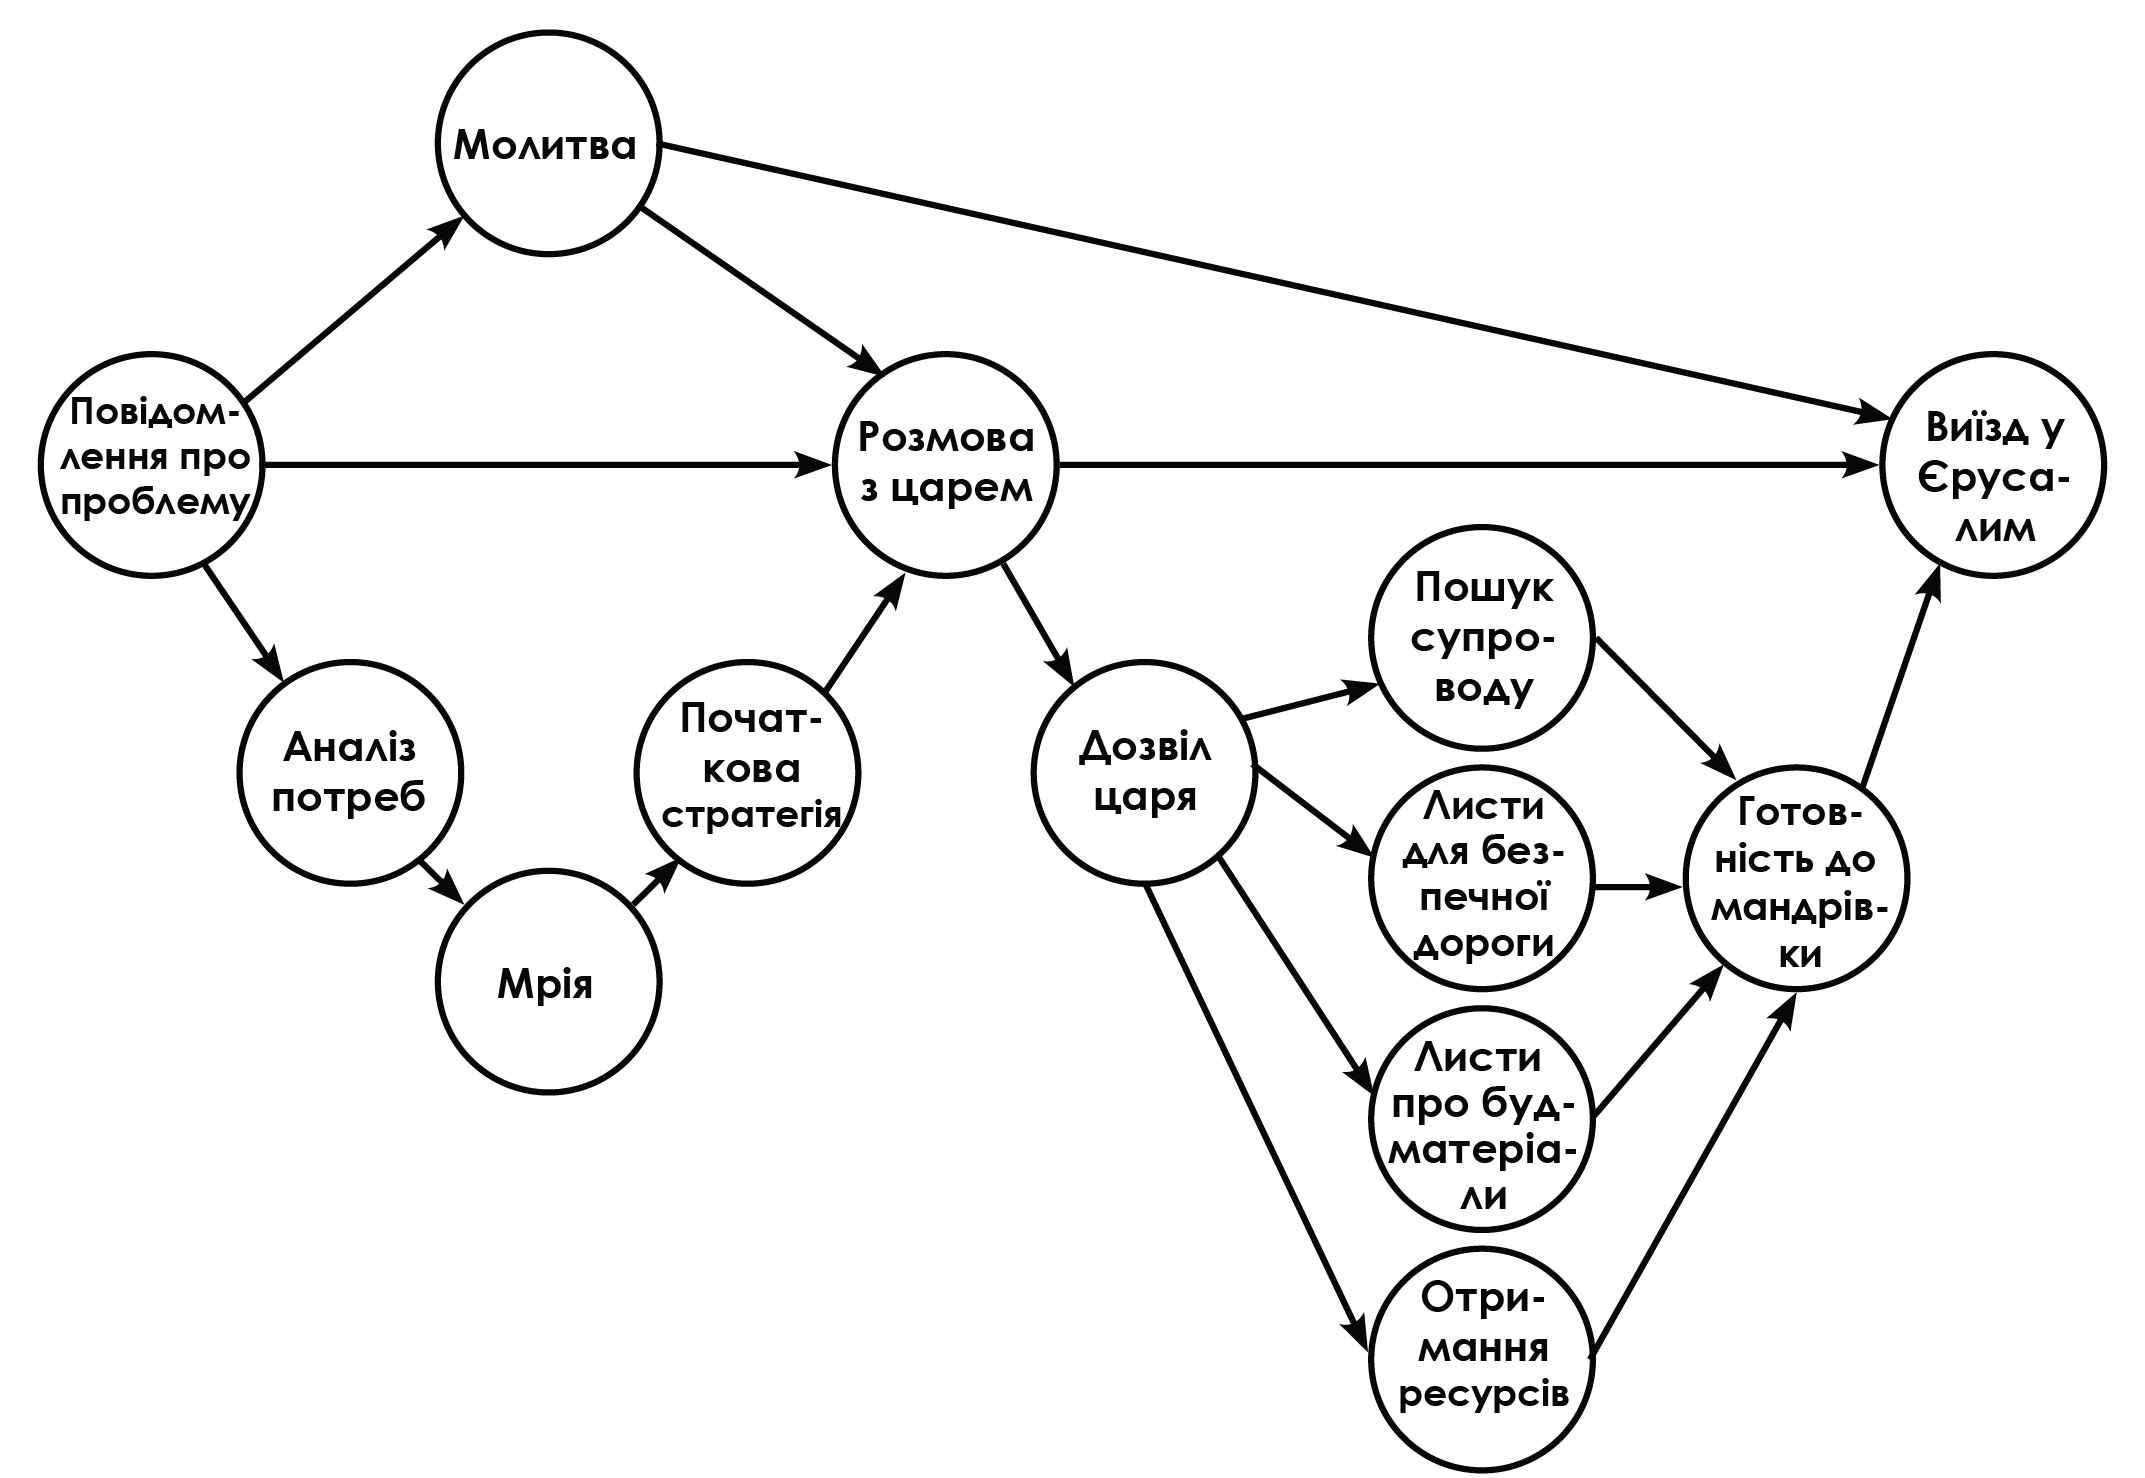 Молитва
Повідом-
лення про
проблему
Розмова
з царем
Виїзд у
Єруса-
лим
Аналіз
потреб
Мрія
Почат-
кова
стратегія
Дозвіл
царя
Пошук
супро-
воду
Листи
для без-
печної
дороги
Листи
про буд-
матеріа-
ли
Отри-
мання
ресурсів
Готов-
ність до
мандрів-
ки